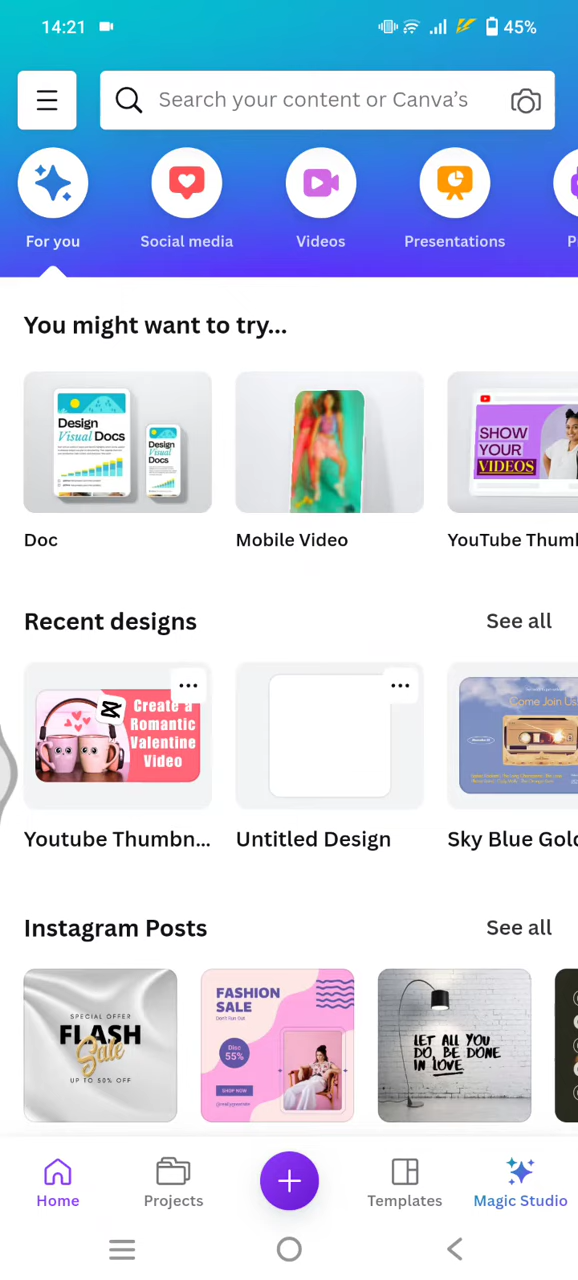 14:21
45%
Search your content or Canva's
For you
Social media
Videos
Presentations
P
You might want to try...
Design
Visual Docs
Design
Visual
Docs
SHOW
YOUR
VIDEOS
Doc
Mobile Video
YouTube Thumb
Recent designs
See all
Create a
Romantic
Valentine
Video
Come Join Us
Youtube Thumbn...
Untitled Design
Sky Blue Gold
Instagram Posts
See all
SPECIAL OFFER
FLASH
Sale
UP TO 50% OFF
FASHION
SALE
Don't Run Out
Disc
55%
SHOP NOW
@reallygreatsite
LET ALL YOU
DO, BE DONE
IN LOVE.
Home
Projects
Templates
Magic Studio